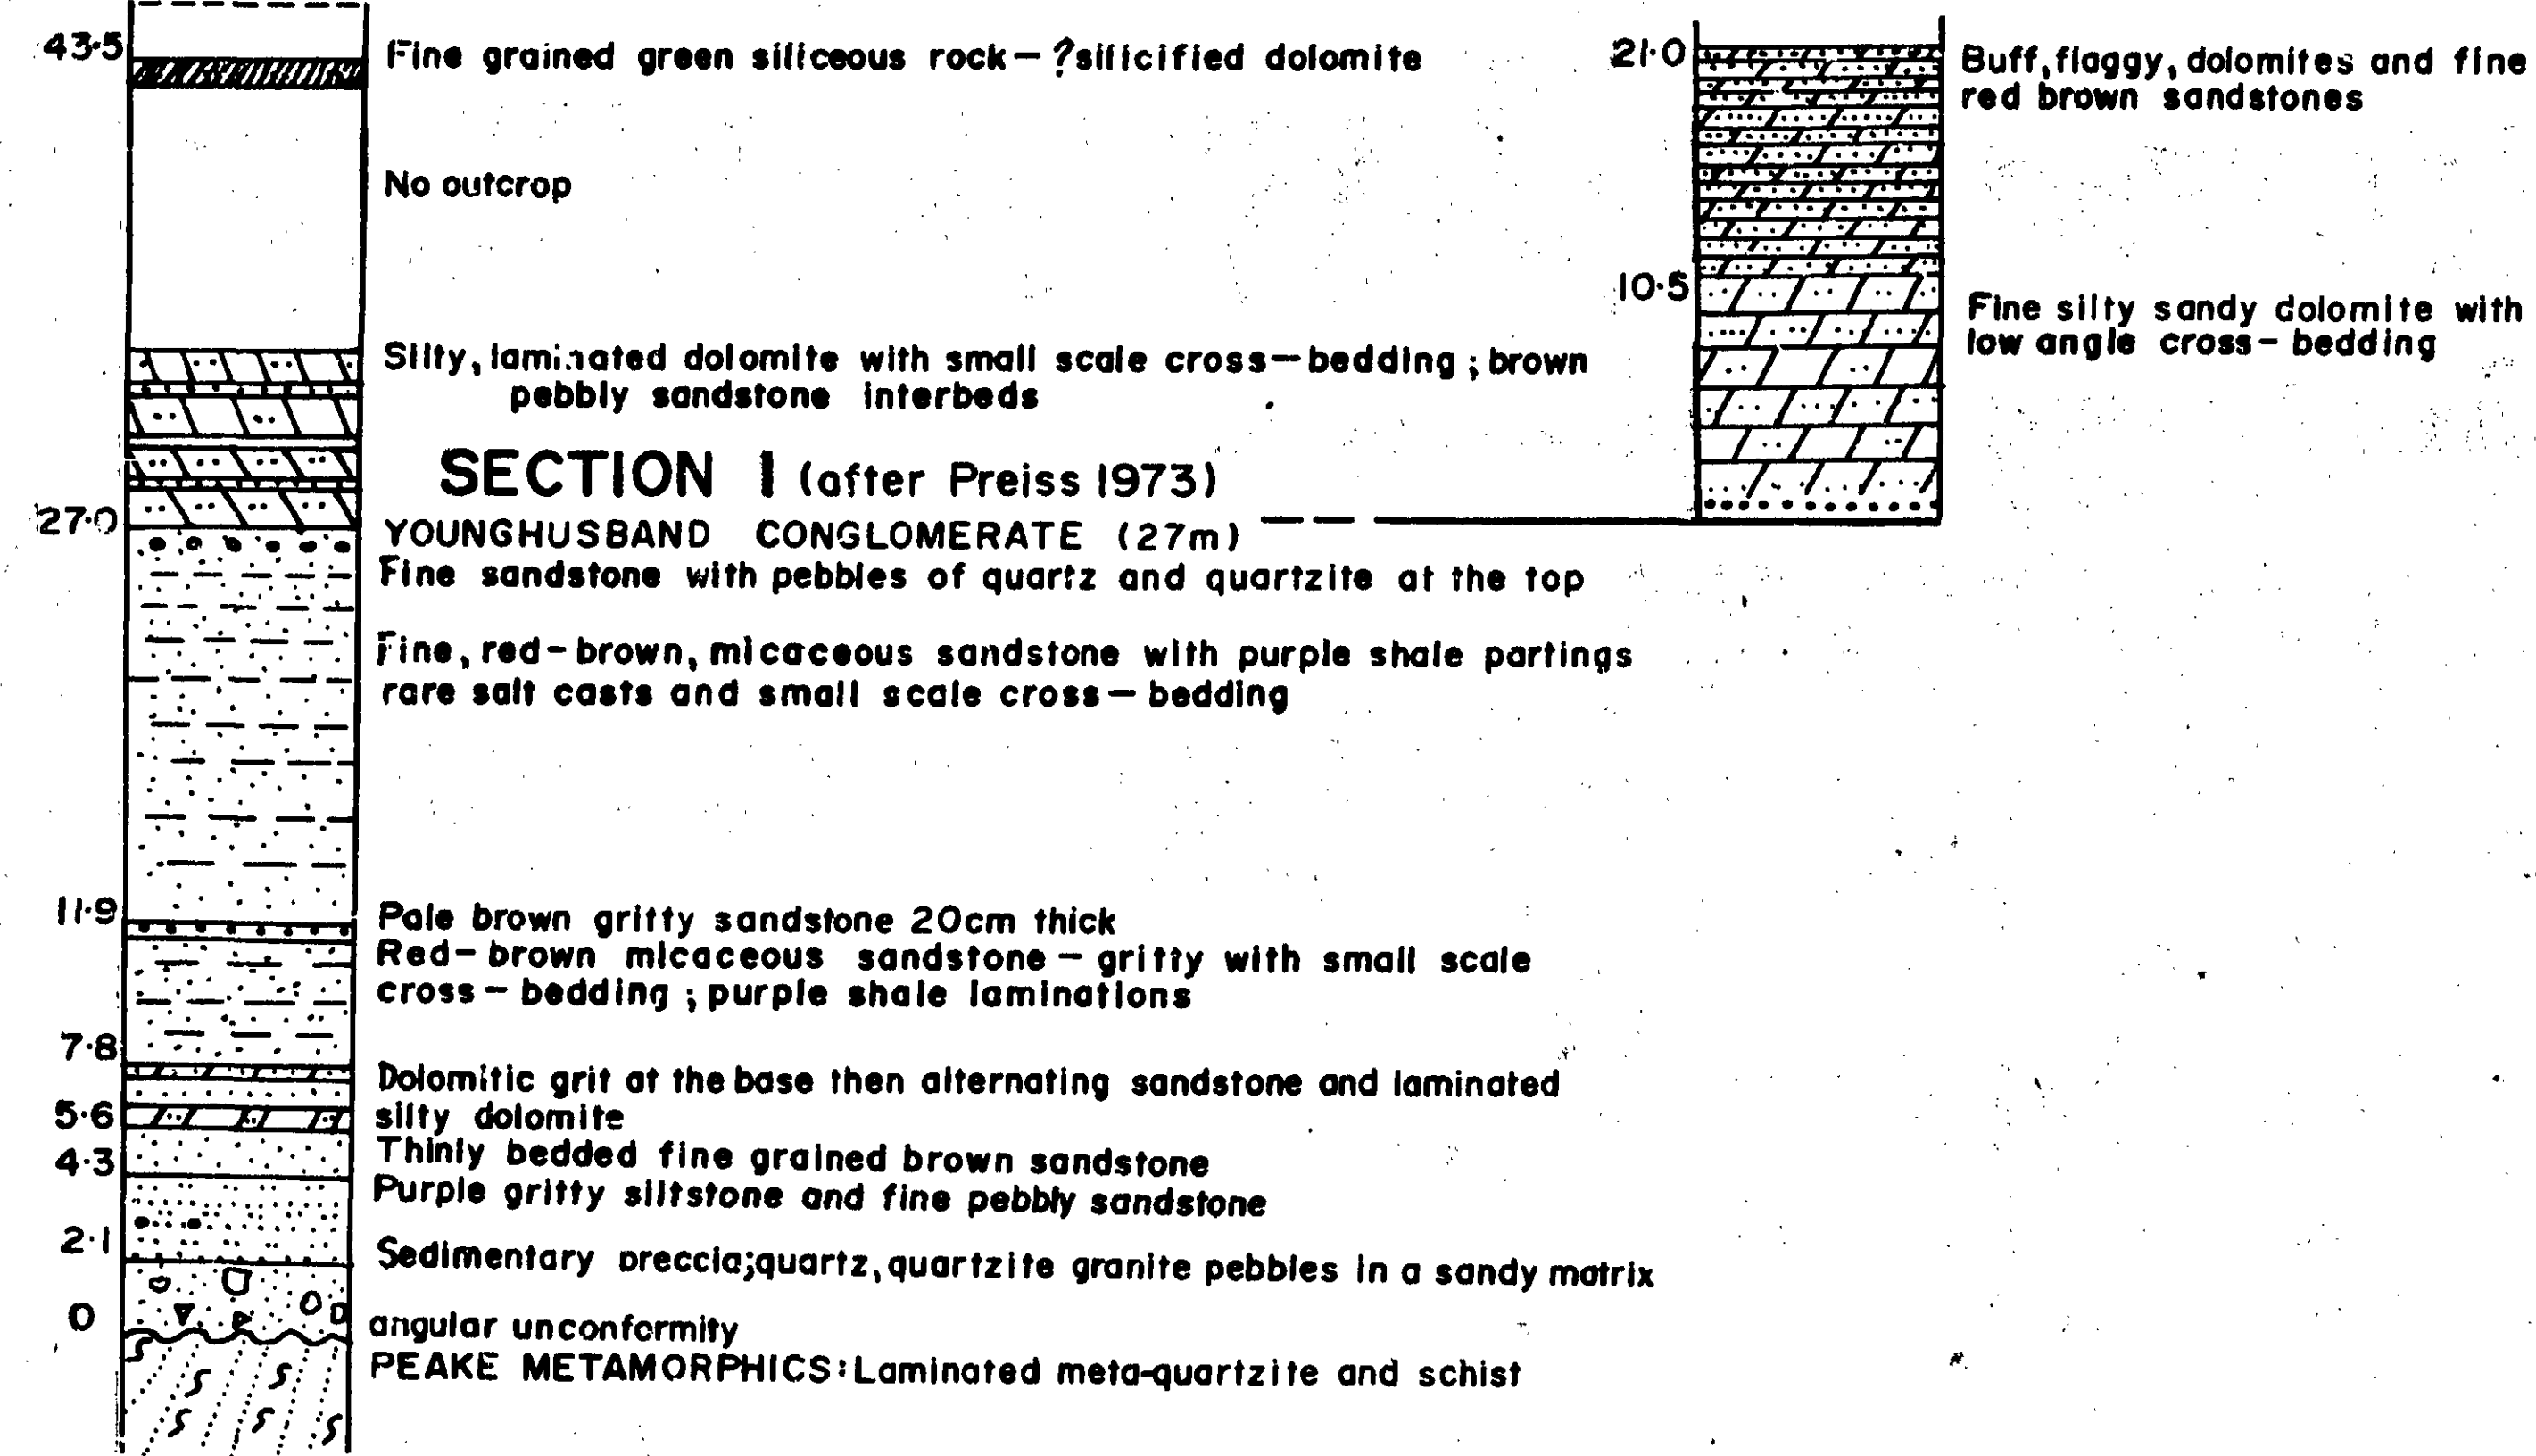 43·5
Fine grained green siliceous rock – ?silicified dolomite
No outcrop
Silty, laminated dolomite with small scale cross–bedding ; brown
pebbly sandstone interbeds
SECTION I (after Preiss 1973)
27·0
YOUNGHUSBAND CONGLOMERATE (27m)
Fine sandstone with pebbles of quartz and quartzite at the top
Fine, red-brown, micaceous sandstone with purple shale partings
rare salt casts and small scale cross–bedding
11·9
Pale brown gritty sandstone 20cm thick
Red-brown micaceous sandstone – gritty with small scale
cross–bedding ; purple shale laminations
7·8
Dolomitic grit at the base then alternating sandstone and laminated
5·6
silty dolomite
Thinly bedded fine grained brown sandstone
4·3
Purple gritty siltstone and fine pebbly sandstone
2·1
Sedimentary breccia; quartz, quartzite granite pebbles in a sandy matrix
0
angular unconformity
PEAKE METAMORPHICS: Laminated meta-quartzite and schist
21·0
Buff, flaggy, dolomites and fine
red brown sandstones
10·5
Fine silty sandy dolomite with
low angle cross-bedding